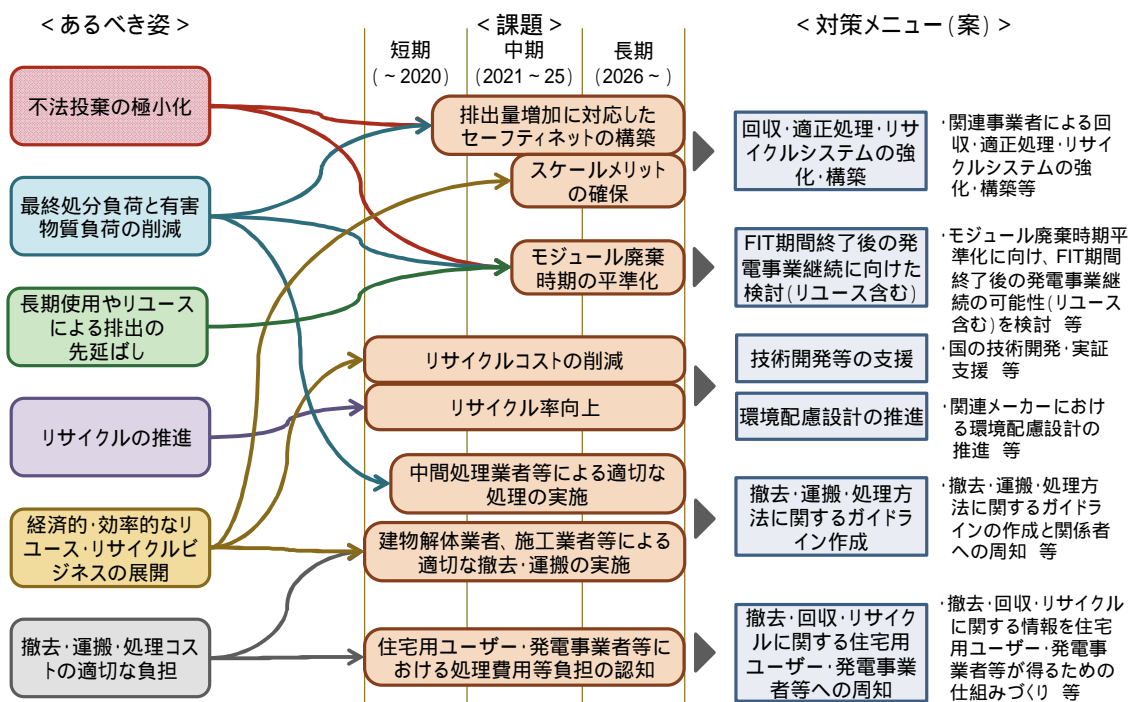 <あるべき姿>
<課題>
<対策メニュー(案)>
短期
(~2020)
中期
(2021~25)
長期
(2026~)
不法投棄の極小化
最終処分負荷と有害
物質負荷の削減
長期使用やリユース
による排出の
先延ばし
リサイクルの推進
経済的・効率的なリ
ユース・リサイクルビ
ジネスの展開
撤去・運搬・処理コス
トの適切な負担
排出量増加に対応した
セーフティネットの構築
スケールメリット
の確保
モジュール廃棄
時期の平準化
リサイクルコストの削減
リサイクル率向上
中間処理業者等による適切な
処理の実施
建物解体業者、施工業者等による
適切な撤去・運搬の実施
住宅用ユーザー・発電事業者等に
おける処理費用等負担の認知
回収・適正処理・リサ
イクルシステムの強
化・構築
・関連事業者による回
収・適正処理・リサイ
クルシステムの強
化・構築等
FIT期間終了後の発
電事業継続に向けた
検討(リユース含む)
・モジュール廃棄時期平
準化に向け、FIT期間
終了後の発電事業継
続の可能性(リユース
含む)を検討 等
技術開発等の支援
・国の技術開発・実証
支援 等
環境配慮設計の推進
・関連メーカーにおけ
る環境配慮設計の
推進 等
撤去・運搬・処理方
法に関するガイドラ
イン作成
・撤去・運搬・処理方法
に関するガイドライ
ンの作成と関係者
への周知 等
撤去・回収・リサイク
ルに関する住宅用
ユーザー・発電事業
者等への周知
・撤去・回収・リサイクル
に関する情報を住宅
用ユーザー・発電事
業者等が得るための
仕組みづくり 等